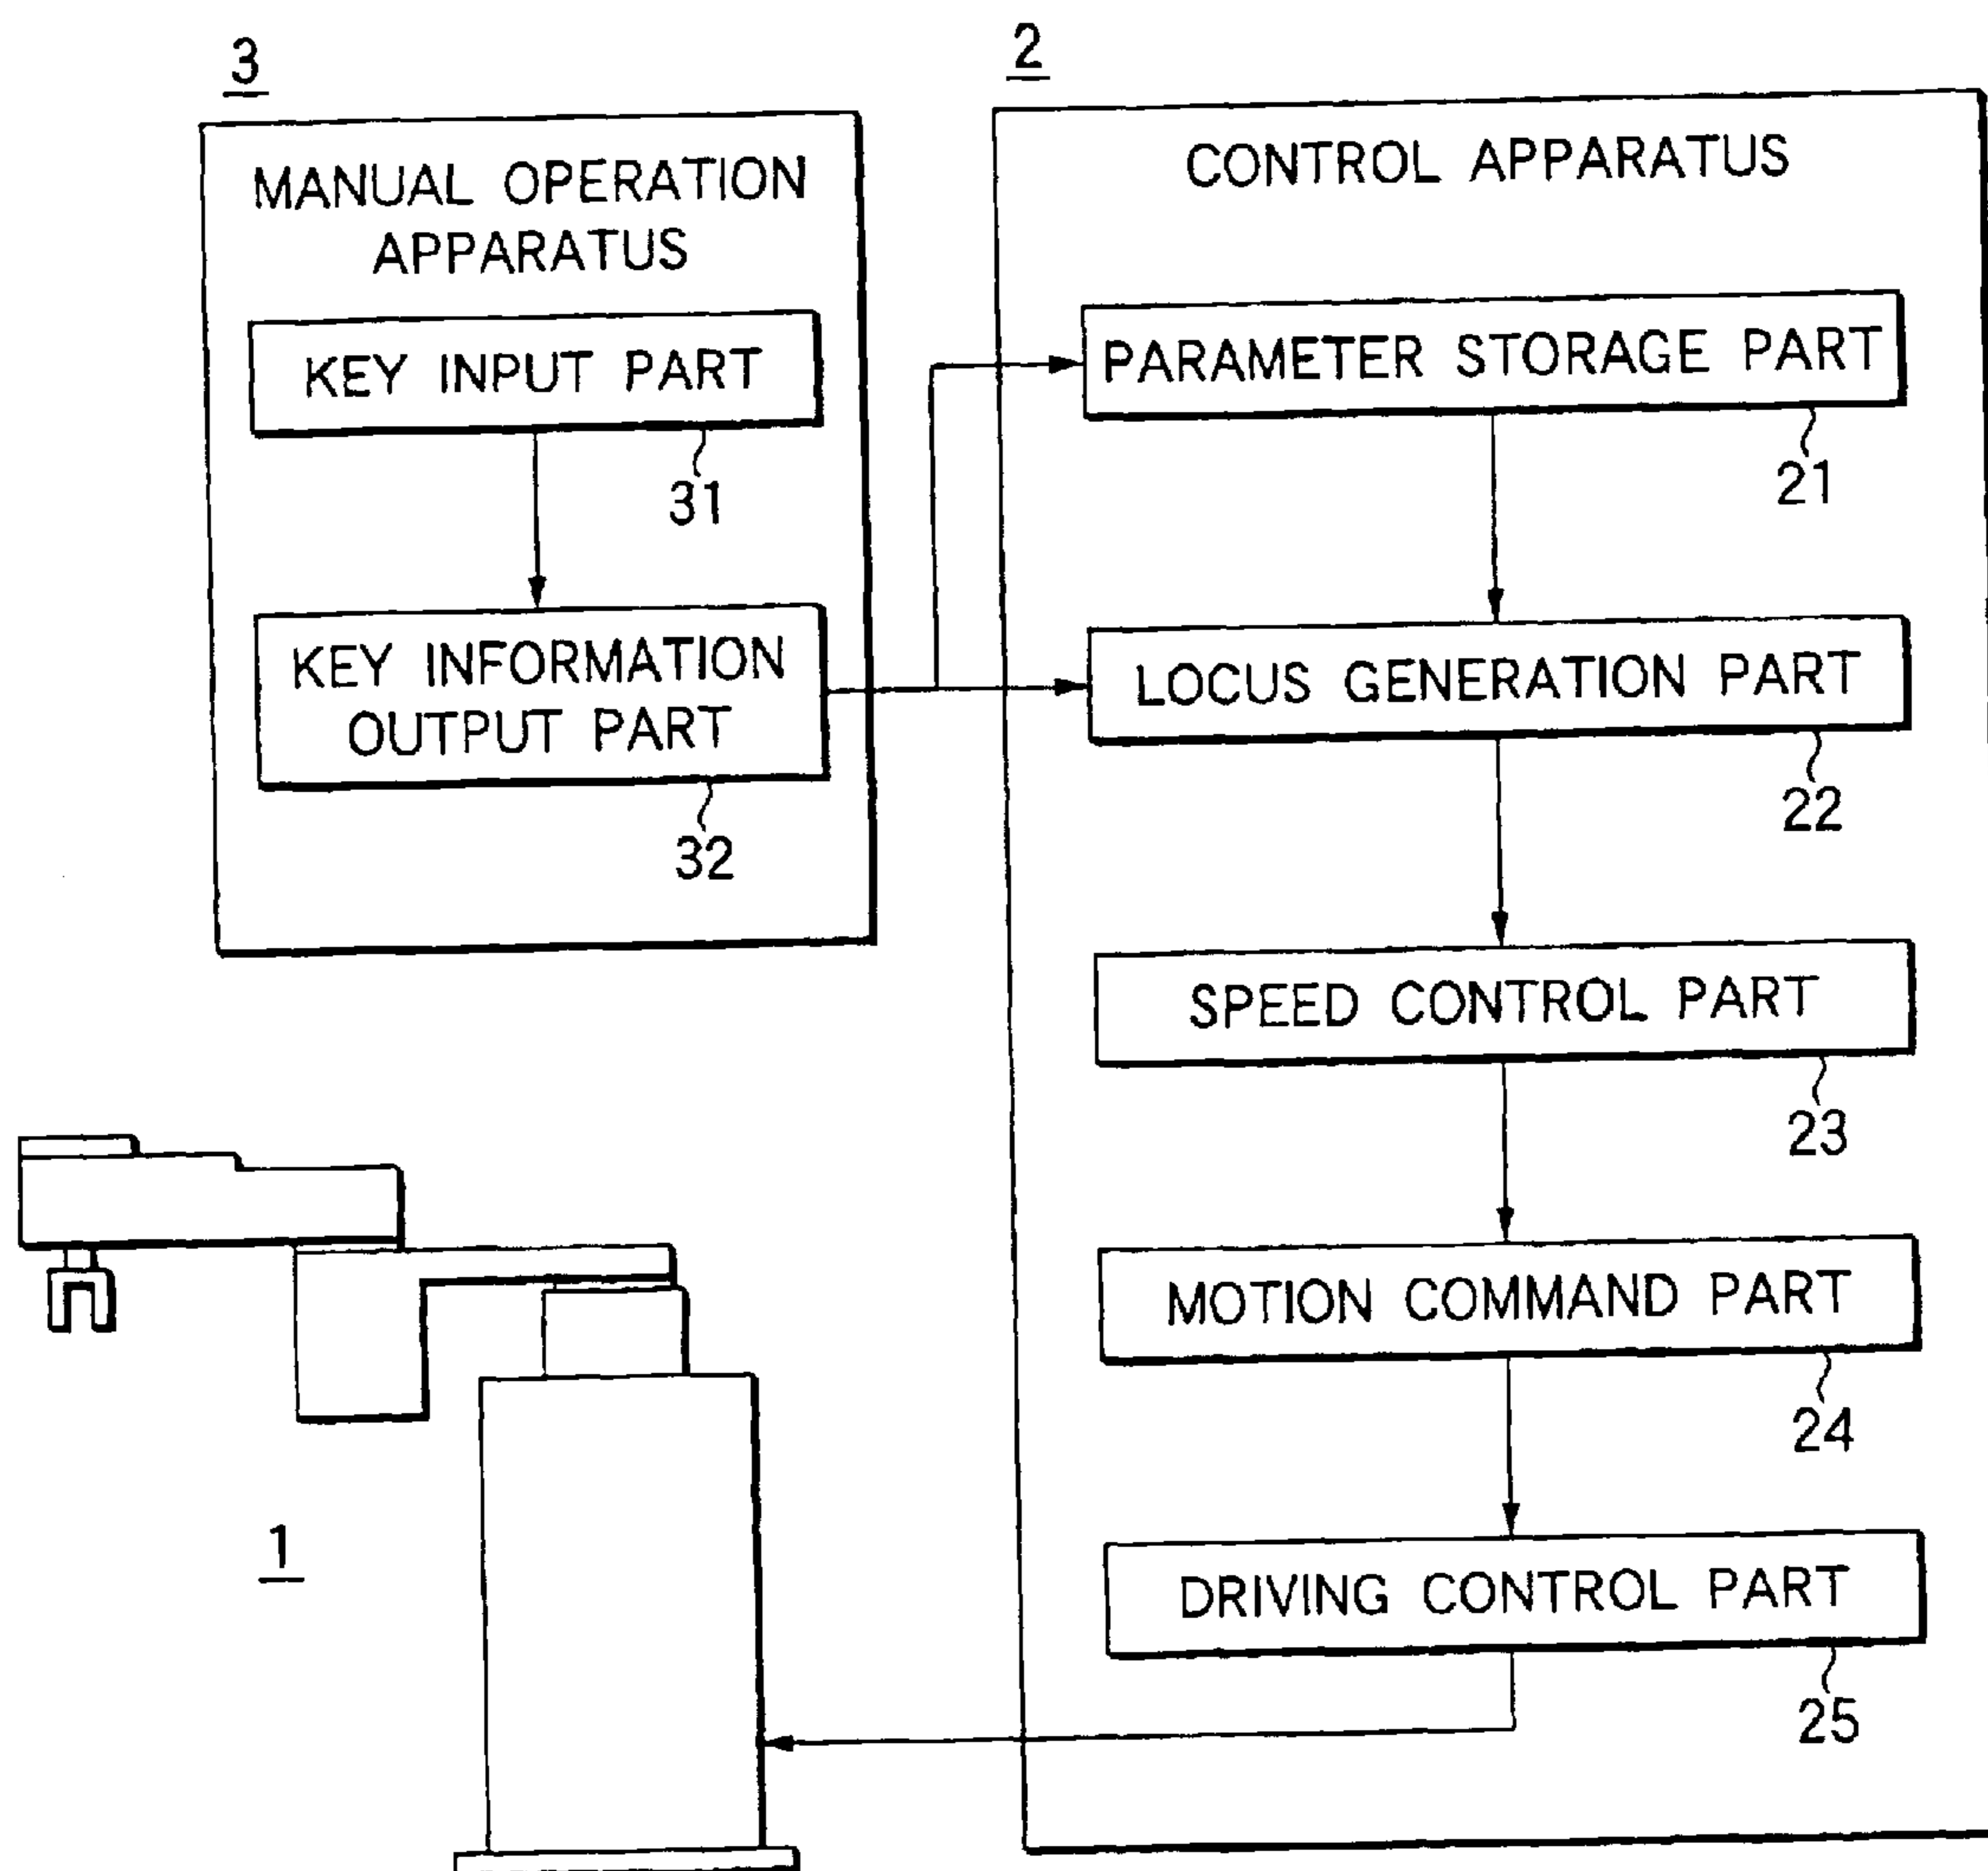 3
MANUAL OPERATION
APPARATUS
KEY INPUT PART
31
KEY INFORMATION
OUTPUT PART
32
2
CONTROL APPARATUS
PARAMETER STORAGE PART
21
LOCUS GENERATION PART
22
SPEED CONTROL PART
23
MOTION COMMAND PART
24
DRIVING CONTROL PART
25
1